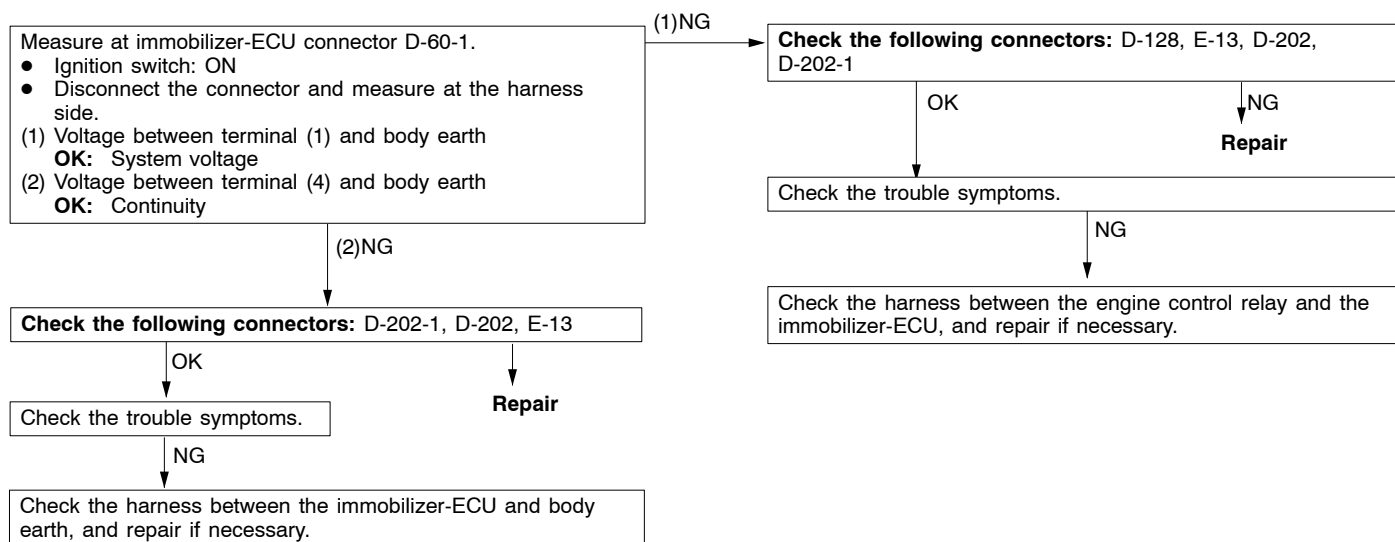 Measure at immobilizer-ECU connector D-60-1.
● Ignition switch: ON
● Disconnect the connector and measure at the harness
side.
(1) Voltage between terminal (1) and body earth
OK: System voltage
(2) Voltage between terminal (4) and body earth
OK: Continuity
(1)NG
Check the following connectors: D-128, E-13, D-202,
D-202-1
OK
NG
Repair
Check the trouble symptoms.
NG
Check the harness between the engine control relay and the
immobilizer-ECU, and repair if necessary.
(2)NG
Check the following connectors: D-202-1, D-202, E-13
OK
Repair
Check the trouble symptoms.
NG
Check the harness between the immobilizer-ECU and body
earth, and repair if necessary.